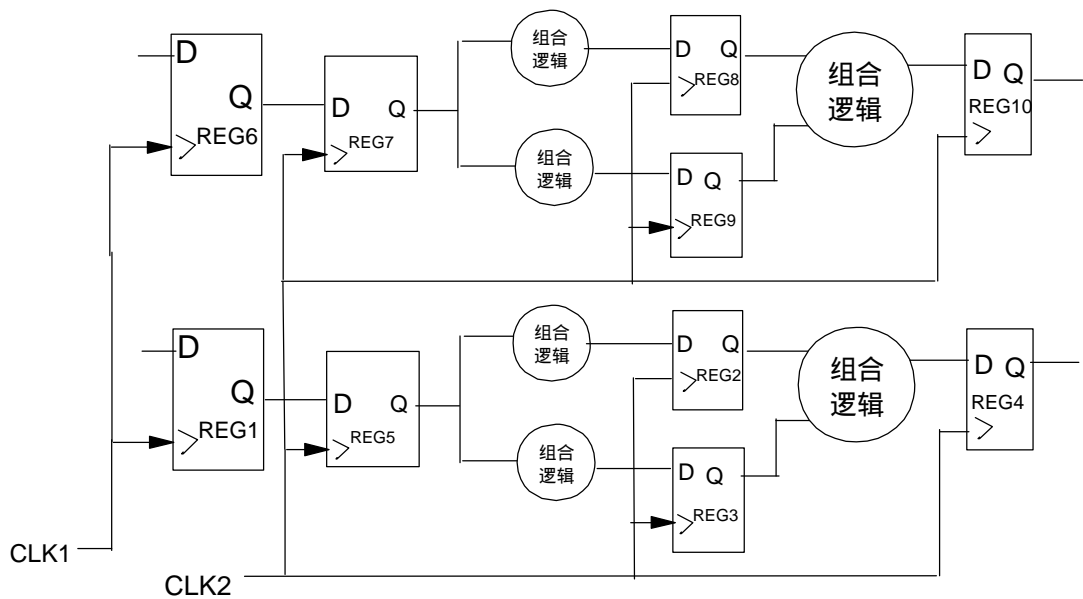 D
Q
REG6
D
Q
REG7
组合
逻辑
组合
逻辑
D
Q
REG8
D
Q
REG9
组合
逻辑
D
Q
REG10
D
Q
REG1
D
Q
REG5
组合
逻辑
组合
逻辑
D
Q
REG2
D
Q
REG3
组合
逻辑
D
Q
REG4
CLK1
CLK2